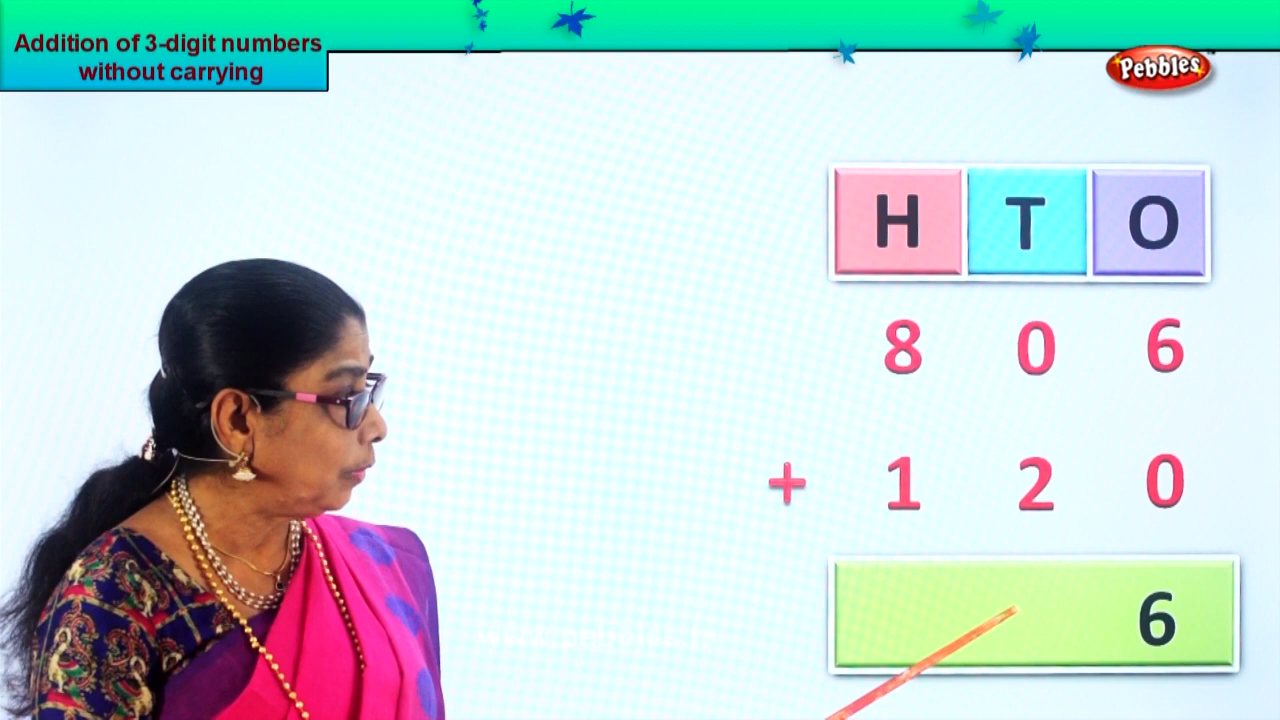 Addition of 3-digit numbers
without carrying
Pebbles
H T O
8 0 6
+ 1 2 0
6